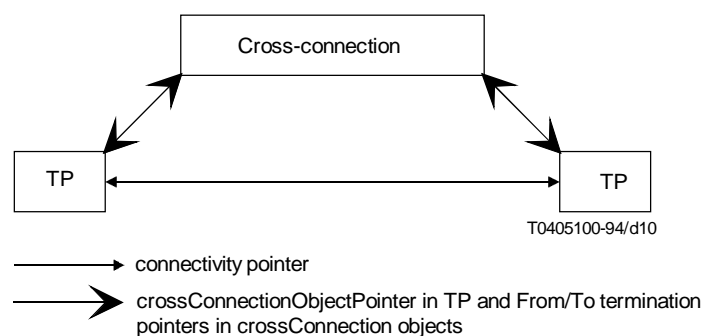 Cross-connection
TP
TP
T0405100-94/d10
connectivity pointer
crossConnectionObjectPointer in TP and From/To termination
pointers in crossConnection objects